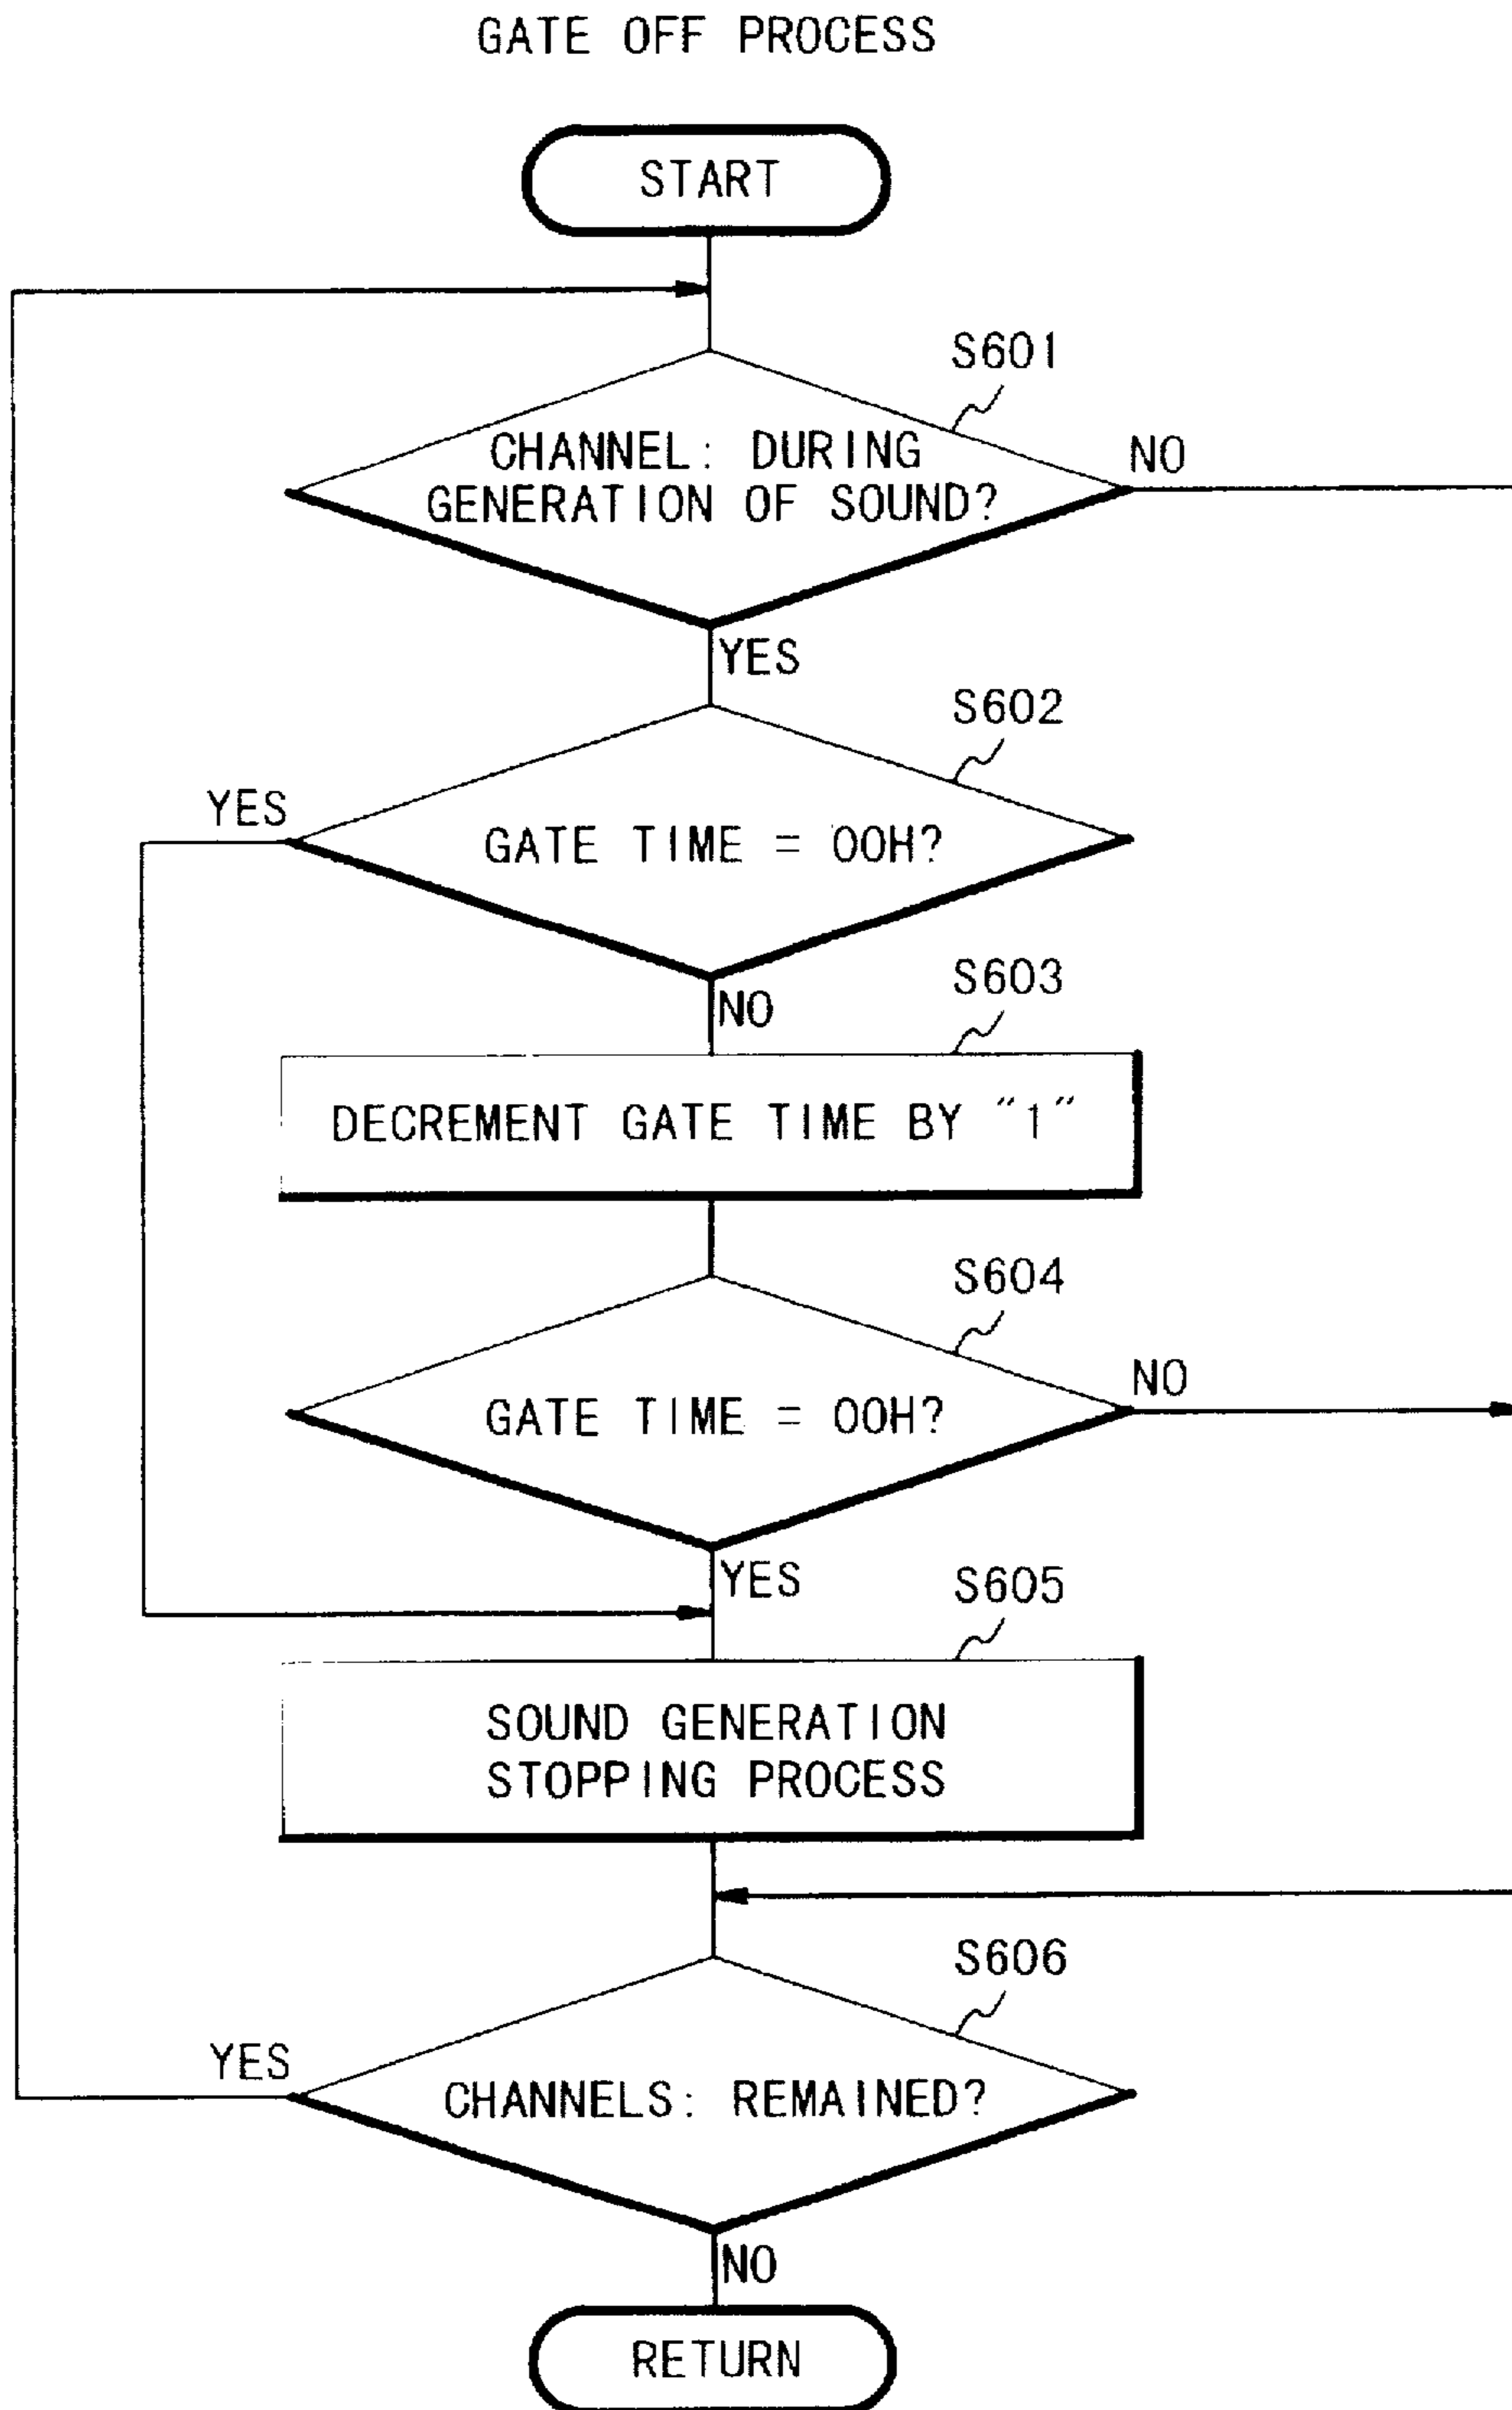 GATE OFF PROCESS
START
S601
CHANNEL: DURING
GENERATION OF SOUND?
NO
YES
S602
YES
GATE TIME = 00H?
NO
S603
DECREMENT GATE TIME BY "1"
S604
NO
GATE TIME = 00H?
YES
S605
SOUND GENERATION
STOPPING PROCESS
S606
YES
CHANNELS: REMAINED?
NO
RETURN